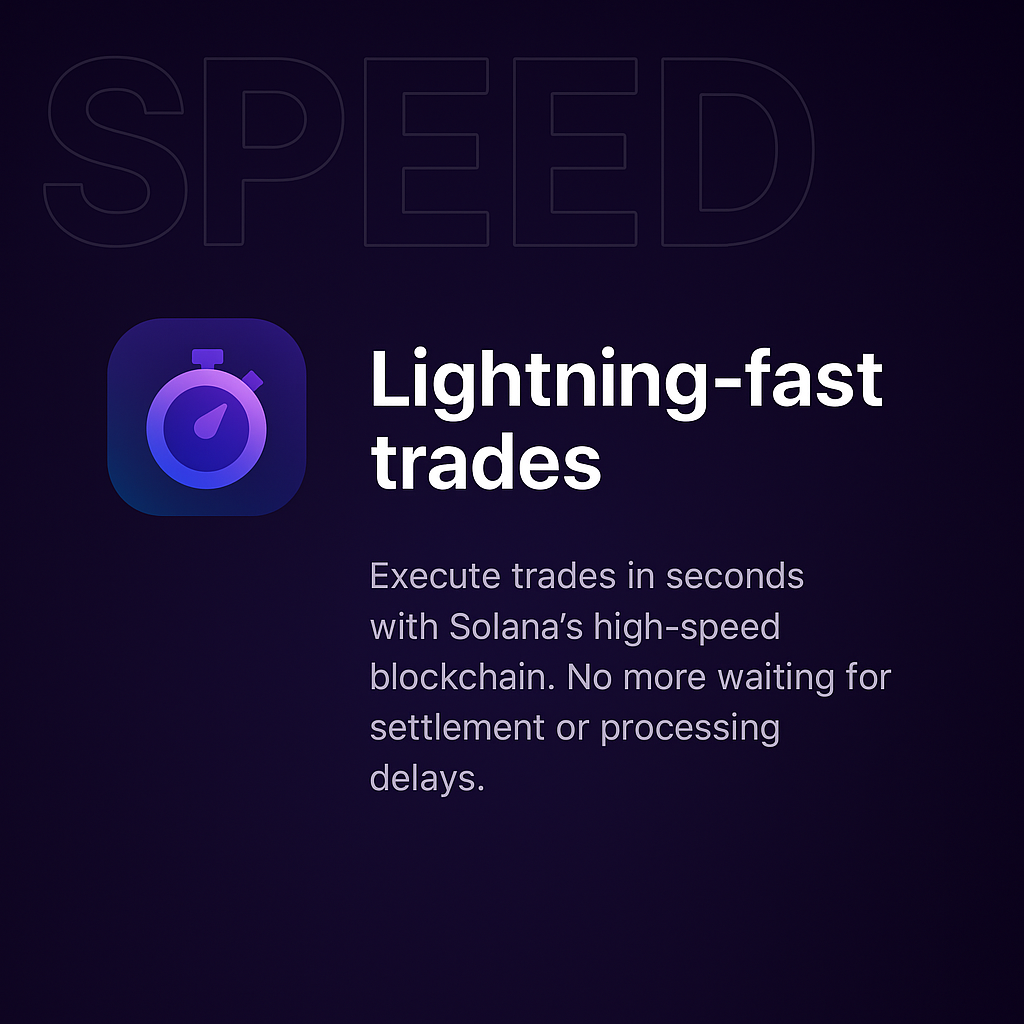 SPEED
Lightning-fast
trades
Execute trades in seconds
with Solana’s high-speed
blockchain. No more waiting for
settlement or processing
delays.